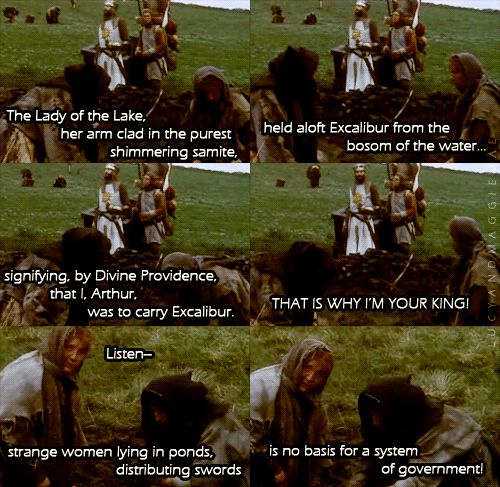 The Lady of the Lake,
her arm clad in the purest
shimmering samite,
held aloft Excalibur from the
bosom of the water...
signifying, by Divine Providence,
that I, Arthur,
was to carry Excalibur.
THAT IS WHY I'M YOUR KING!
Listen–
strange women lying in ponds,
distributing swords
is no basis for a system
of government!